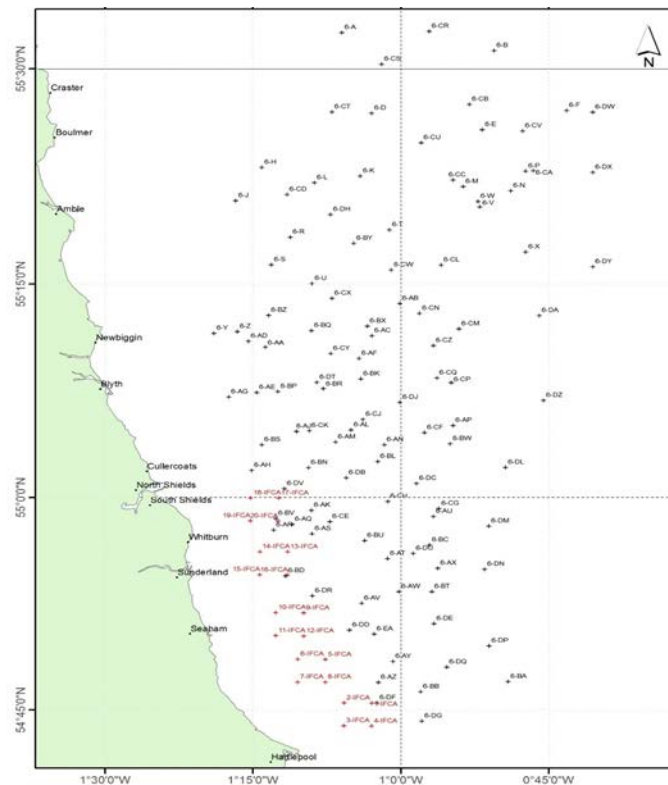 6-A
6-CR
6-B
N
6-CS
55°30'0"N
Craster
6-CB
6-F
6-DW
6-CT
6-D
Boulmer
6-E
6-CV
6-CU
6-H
6-P
6-CA
6-DX
6-K
6-L
6-CC
6-M
6-N
6-CD
6-J
6-W
6-V
Amble
6-DH
6-T
6-R
6-BY
6-X
6-S
6-CW
6-CL
6-DY
55°15'0"N
6-U
6-CX
6-AB
6-BZ
6-CN
6-DA
6-Y
6-Z
6-BQ
6-BX
6-AC
6-CM
Newbiggin
6-AD
6-AA
6-CY
6-AF
6-CZ
Blyth
6-DT
6-BR
6-BK
6-CQ
6-CP
6-AG
6-AE
6-BP
6-DJ
6-DZ
6-CJ
6-AL
6-CK
6-AL
6-CF
6-AP
6-BS
6-AM
6-AN
6-BW
Cullercoats
6-AH
6-BN
6-BL
6-DL
6-DB
6-DC
North Shields
6-DV
55°0'0"N
18-IFCA
17-IFCA
South Shields
6-CG
6-AK
6-AU
19-IFCA
20-IFCA
6-BV
6-AQ
6-CE
6-AR
6-AS
6-DM
Whitburn
6-BU
6-BC
14-IFCA
13-IFCA
6-AT
6-AX
6-DN
15-IFCA
16-IFCA
6-BD
Sunderland
6-DR
6-AV
6-AW
6-BT
10-IFCA
9-IFCA
6-DE
Seaham
11-IFCA
12-IFCA
6-DD
6-EA
6-DP
6-IFCA
5-IFCA
6-AY
6-DQ
7-IFCA
8-IFCA
6-AZ
6-BA
6-BB
54°45'0"N
2-IFCA
6-DF
3-IFCA
4-IFCA
6-DG
Hartlepool
1°30'0"W
1°15'0"W
1°0'0"W
0°45'0"W